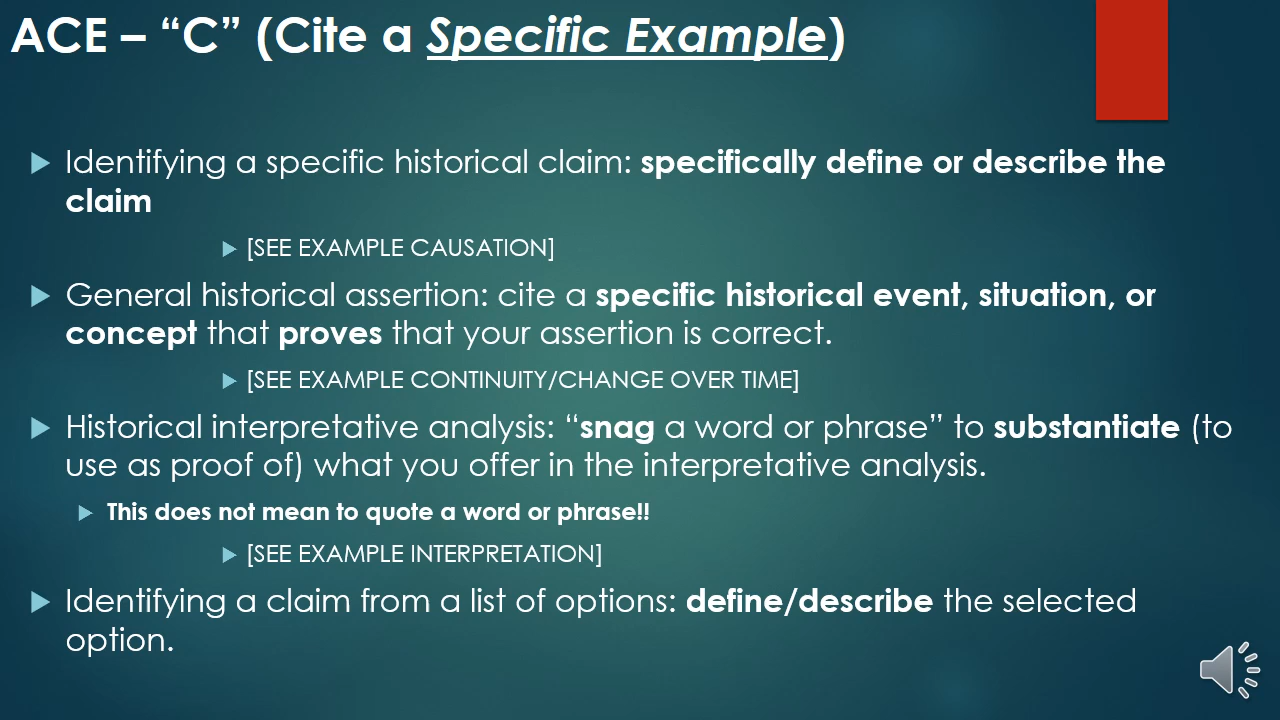 ACE – “C” (Cite a Specific Example)
Identifying a specific historical claim: specifically define or describe the
claim
[SEE EXAMPLE CAUSATION]
General historical assertion: cite a specific historical event, situation, or
concept that proves that your assertion is correct.
[SEE EXAMPLE CONTINUITY/CHANGE OVER TIME]
Historical interpretative analysis: “snag a word or phrase” to substantiate (to
use as proof of) what you offer in the interpretative analysis.
This does not mean to quote a word or phrase!!
[SEE EXAMPLE INTERPRETATION]
Identifying a claim from a list of options: define/describe the selected
option.